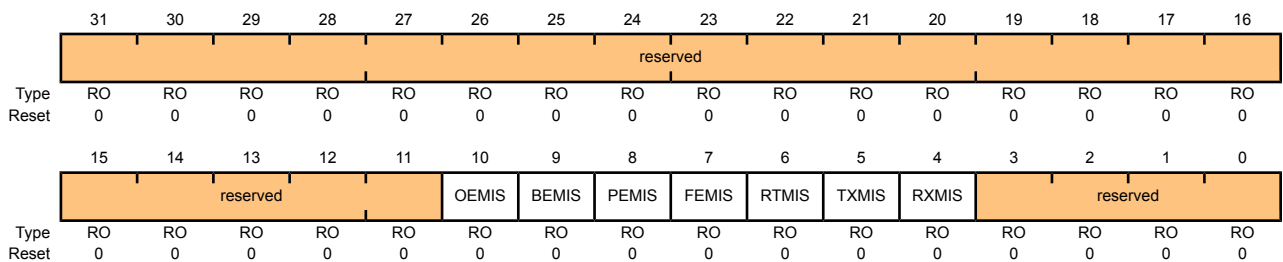 31 30 29 28 27 26 25 24 23 22 21 20 19 18 17 16
reserved
Type RO RO RO RO RO RO RO RO RO RO RO RO RO RO RO RO
Reset 0 0 0 0 0 0 0 0 0 0 0 0 0 0 0 0
15 14 13 12 11 10 9 8 7 6 5 4 3 2 1 0
reserved OEMIS BEMIS PEMIS FEMIS RTMIS TXMIS RXMIS reserved
Type RO RO RO RO RO RO RO RO RO RO RO RO RO RO RO RO
Reset 0 0 0 0 0 0 0 0 0 0 0 0 0 0 0 0